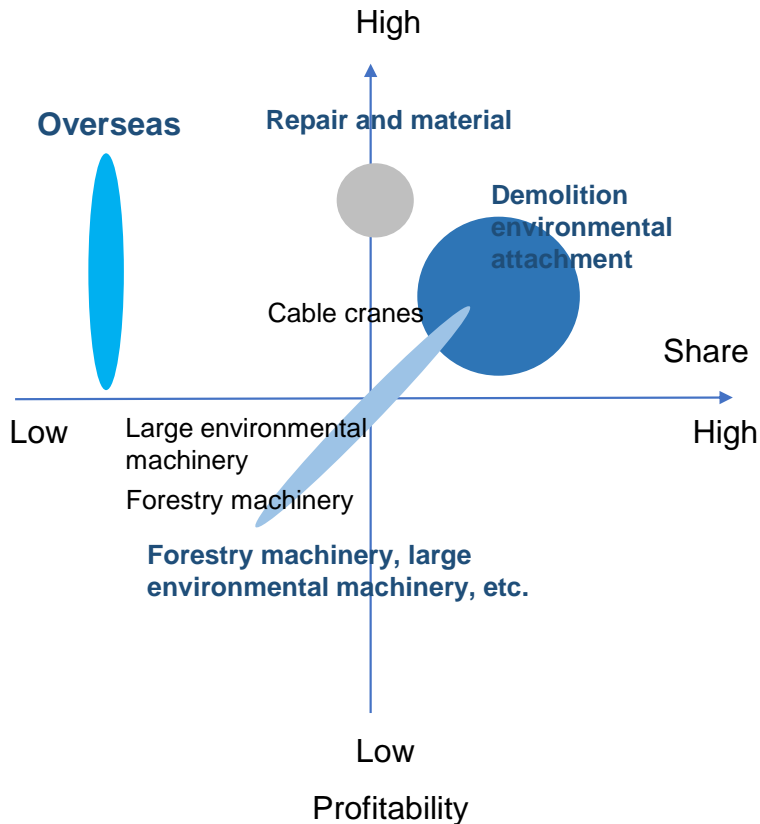 High
Overseas
Repair and material
Demolition
environmental
attachment
Cable cranes
Share
Low
High
Large environmental
machinery
Forestry machinery
Forestry machinery, large
environmental machinery, etc.
Low
Profitability